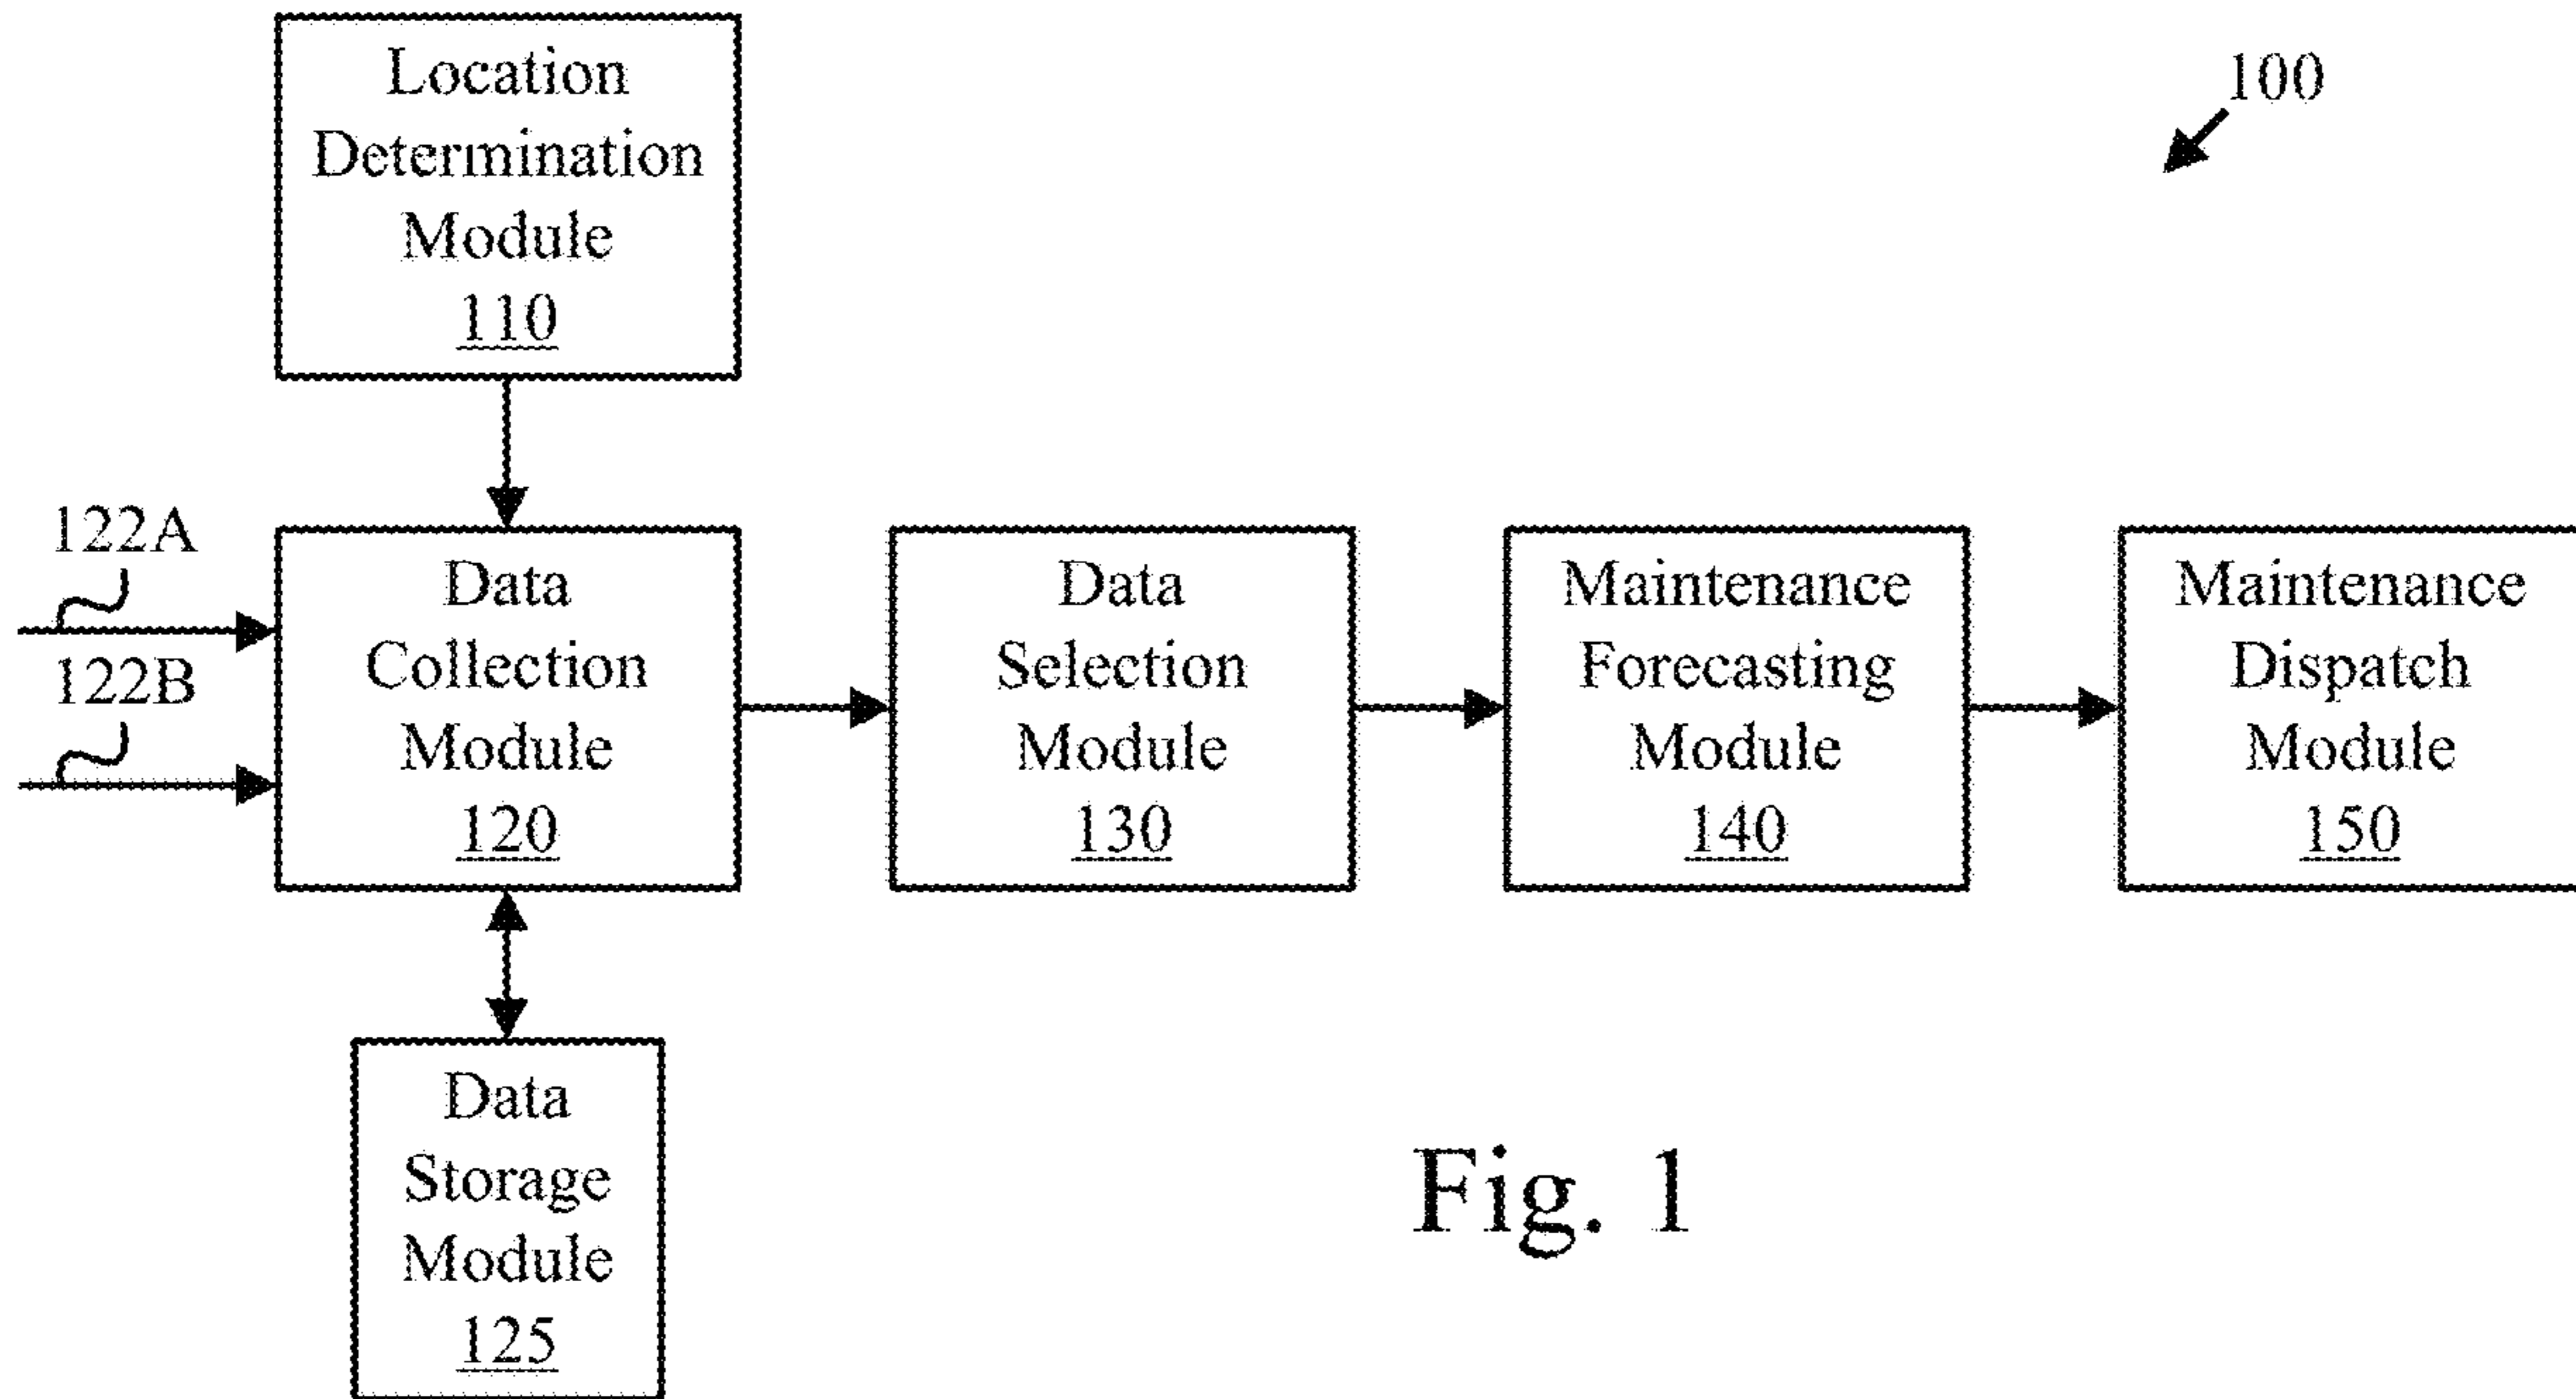 Location
Determination
Module
110
100
122A
122B
Data
Collection
Module
120
Data
Selection
Module
130
Maintenance
Forecasting
Module
140
Maintenance
Dispatch
Module
150
Data
Storage
Module
125
Fig. 1